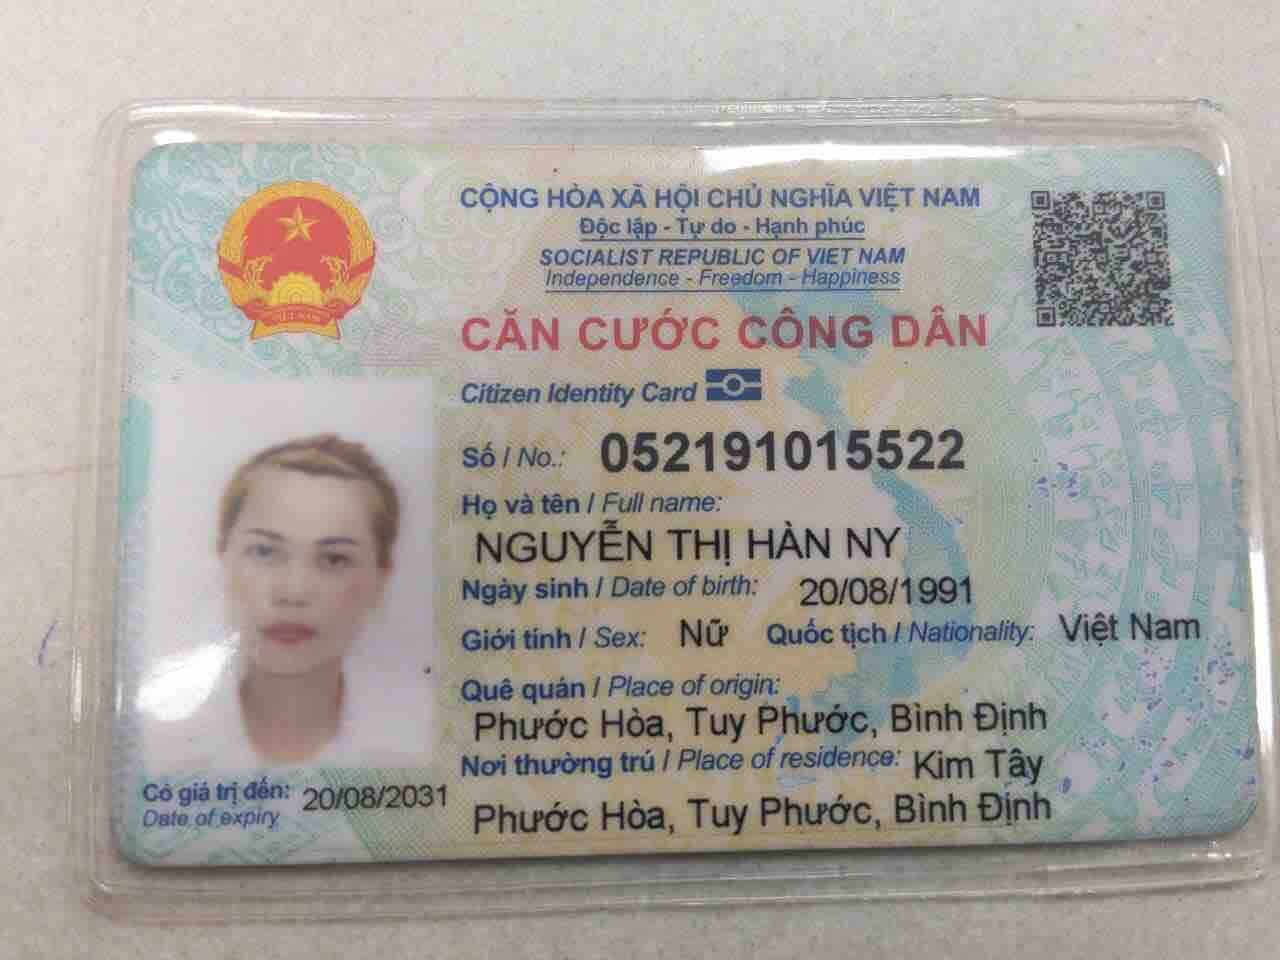 CỘNG HÒA XÃ HỘI CHỦ NGHĨA VIỆT NAM
Độc lập - Tự do - Hạnh phúc
SOCIALIST REPUBLIC OF VIET NAM
Independence - Freedom - Happiness
VIỆT NAM
CĂN CƯỚC CÔNG DÂN
Citizen Identity Card
Số / No.: 052191015522
Họ và tên / Full name:
NGUYỄN THỊ HÀN NY
Ngày sinh / Date of birth: 20/08/1991
Giới tính / Sex: Nữ Quốc tịch / Nationality: Việt Nam
Quê quán / Place of origin:
Phước Hòa, Tuy Phước, Bình Định
Nơi thường trú / Place of residence: Kim Tây
Phước Hòa, Tuy Phước, Bình Định
Có giá trị đến: 20/08/2031
Date of expiry